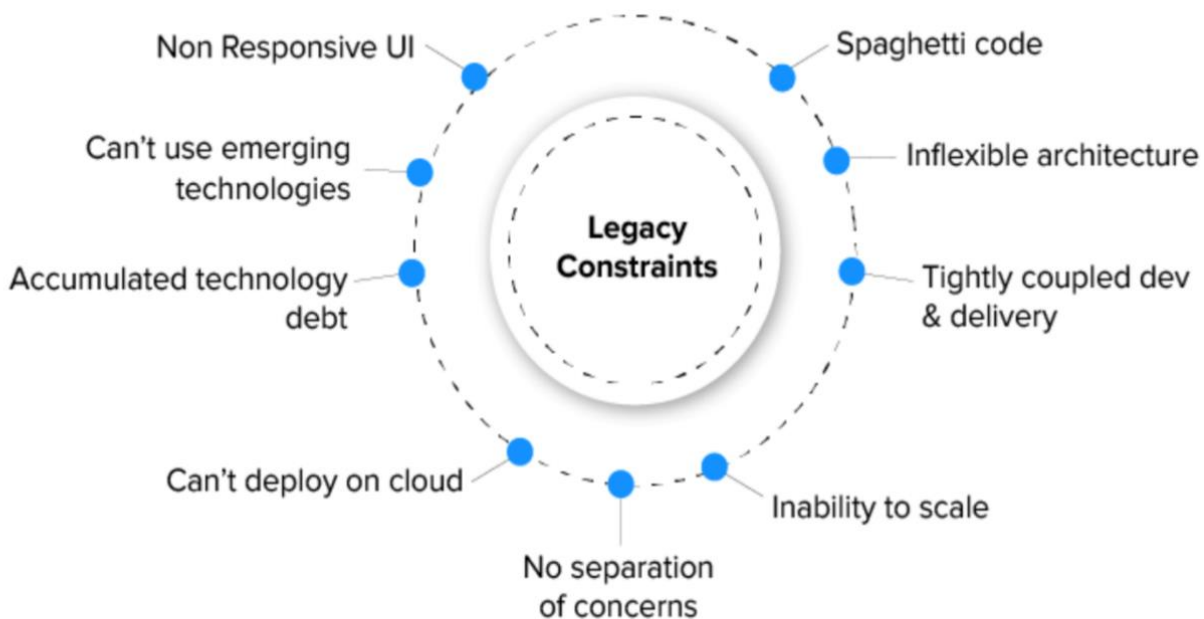 Non Responsive UI
Spaghetti code
Can't use emerging
technologies
Inflexible architecture
Legacy
Constraints
Accumulated technology
debt
Tightly coupled dev
& delivery
Can't deploy on cloud
Inability to scale
No separation
of concerns